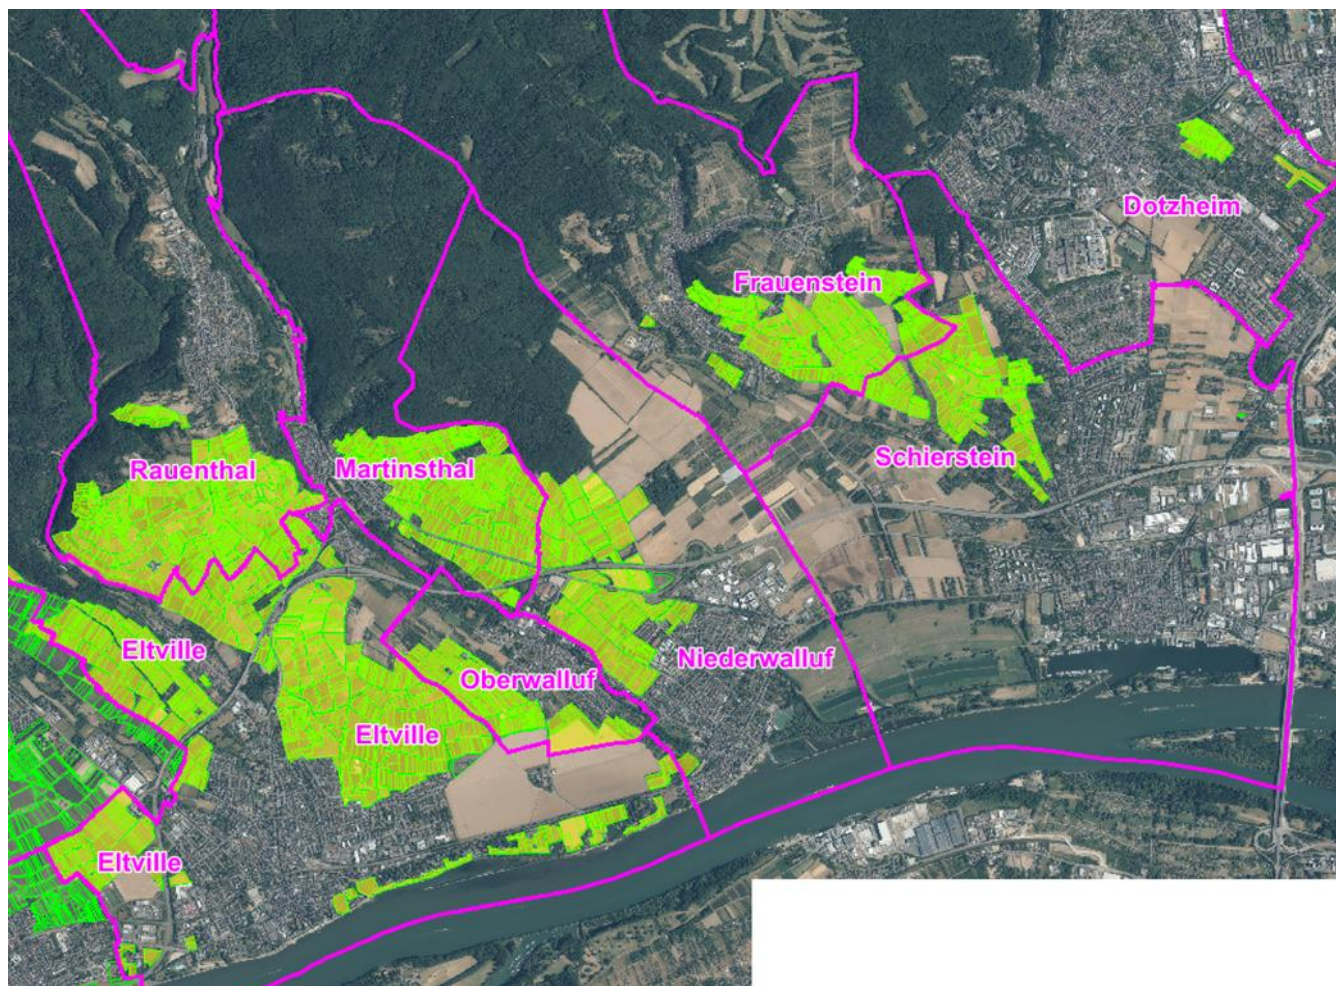 Dotzheim
Frauenstein
Schierstein
Rauenthal
Martinsthal
Eltville
Niederwalluf
Oberwalluf
Eltville
Eltville